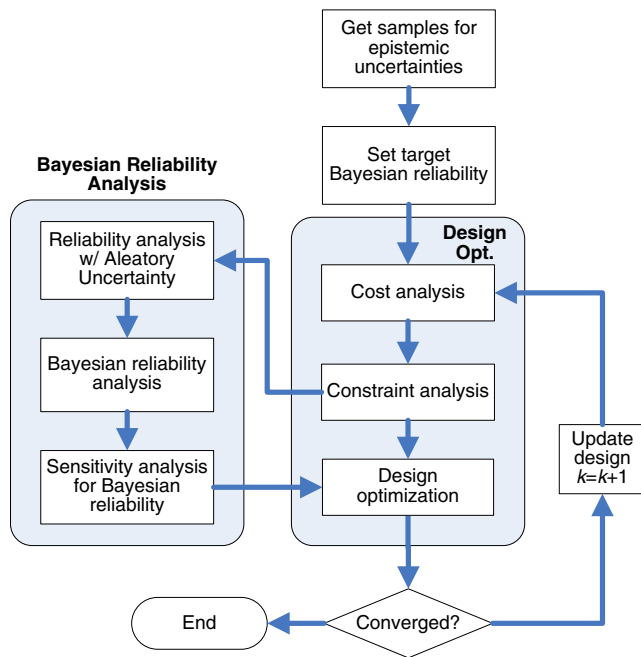 Get samples for
epistemic
uncertainties
Set target
Bayesian reliability
Bayesian Reliability
Analysis
Reliability analysis
w/ Aleatory
Uncertainty
Bayesian reliability
analysis
Sensitivity analysis
for Bayesian
reliability
Design
Opt.
Cost analysis
Constraint analysis
Design
optimization
Update
design
k=k+1
Converged?
End